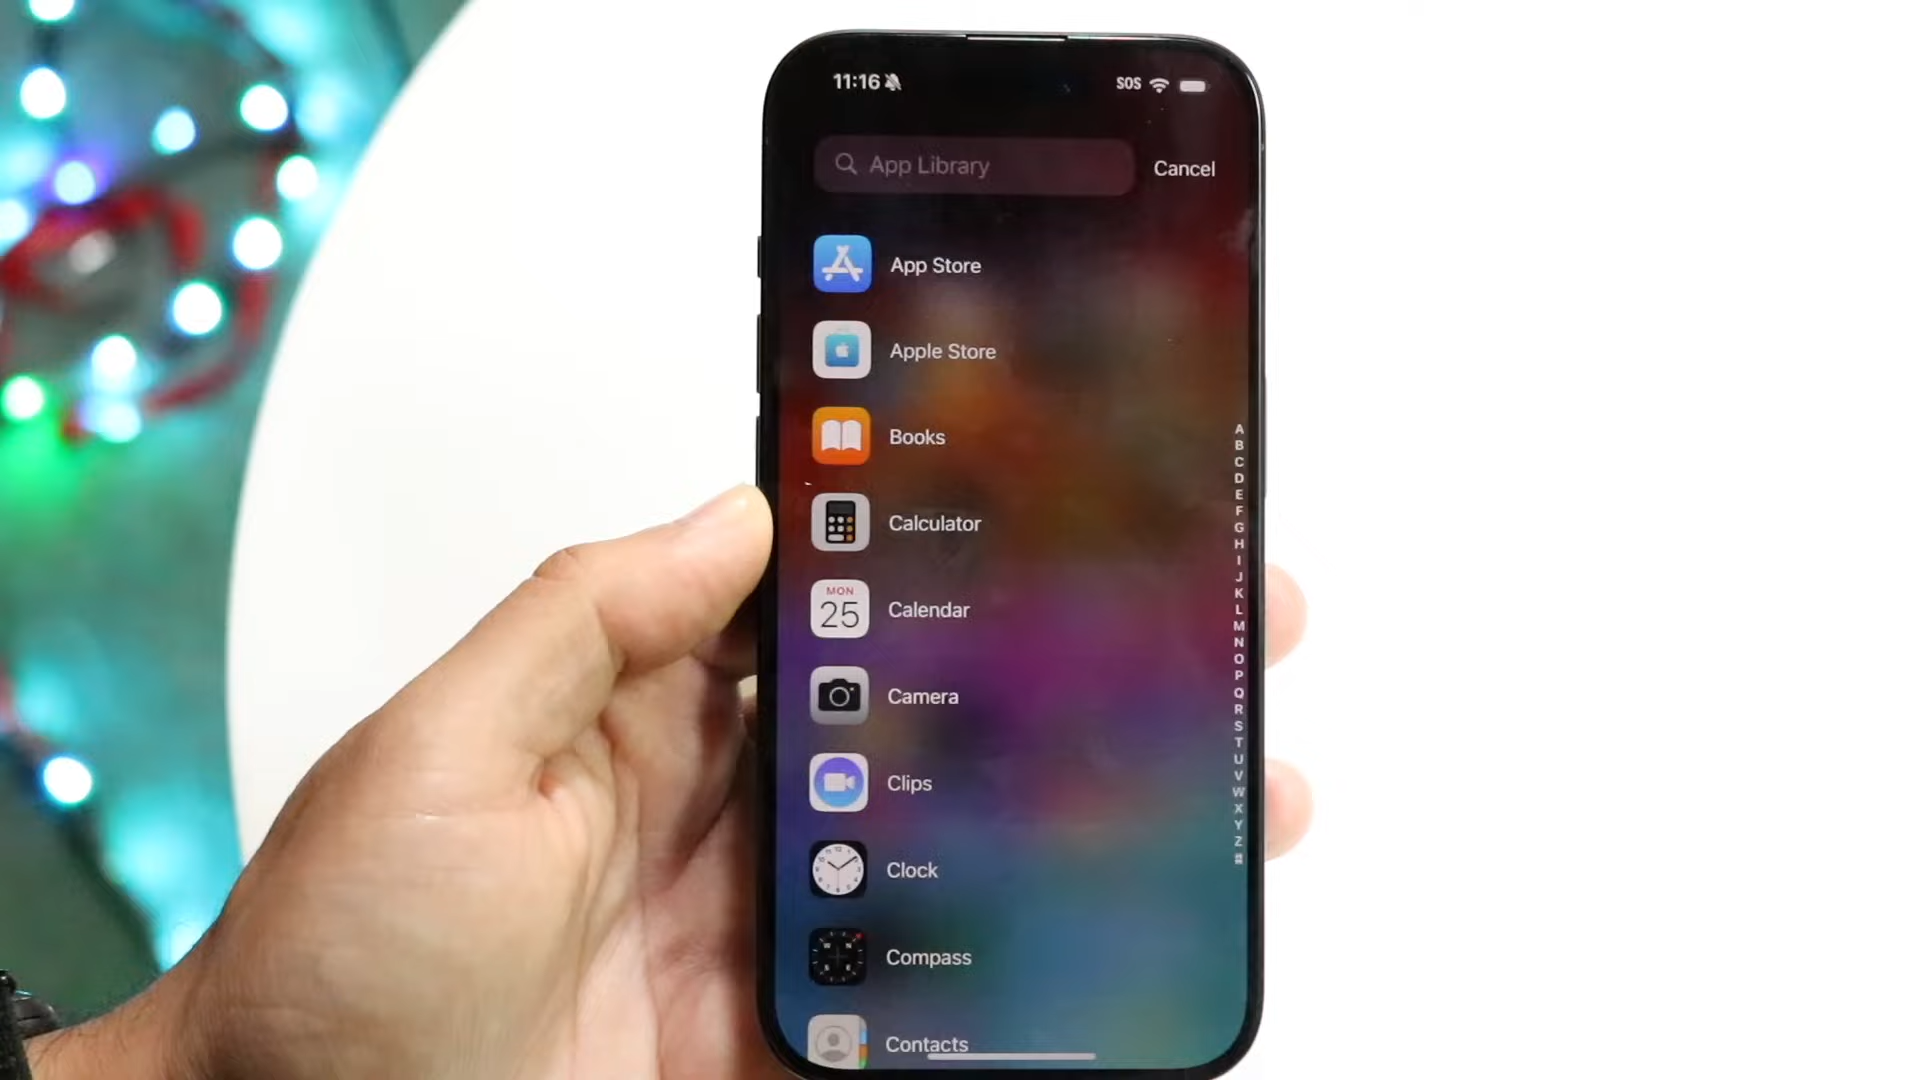 11:16
SOS
App Library
Cancel
App Store
Apple Store
Books
Calculator
MON
25
Calendar
Camera
Clips
Clock
Compass
Contacts
A
B
C
D
E
F
G
H
I
J
K
L
M
N
O
P
Q
R
S
T
U
V
W
X
Y
Z
#